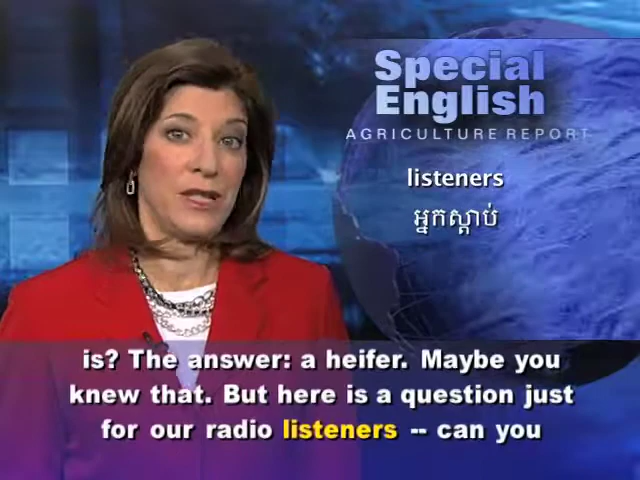 Special
English
AGRICULTURE REPORT
listeners
អ្នកស្តាប់
is? The answer: a heifer. Maybe you
knew that. But here is a question just
for our radio listeners -- can you